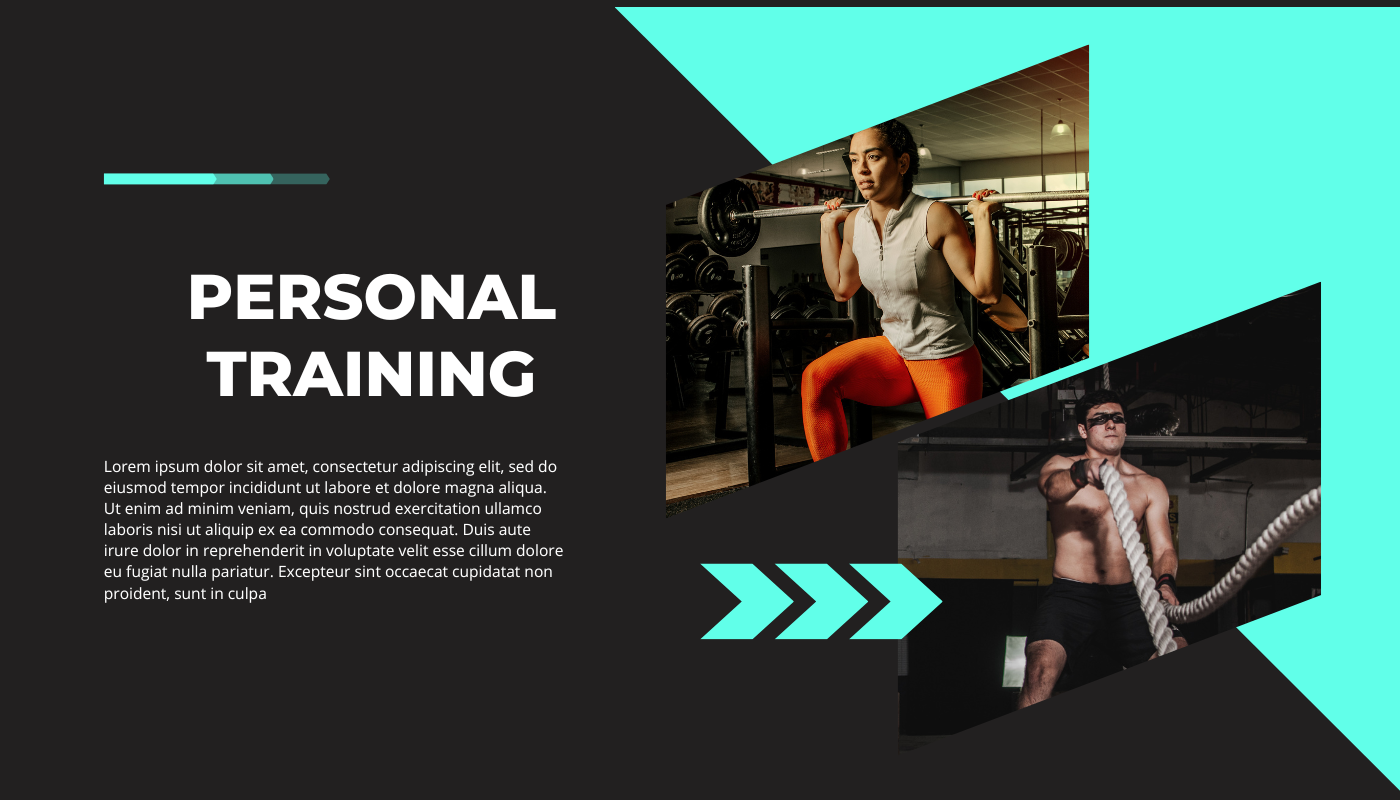 PERSONAL
TRAINING
Lorem ipsum dolor sit amet, consectetur adipiscing elit, sed do
eiusmod tempor incididunt ut labore et dolore magna aliqua.
Ut enim ad minim veniam, quis nostrud exercitation ullamco
laboris nisi ut aliquip ex ea commodo consequat. Duis aute
irure dolor in reprehenderit in voluptate velit esse cillum dolore
eu fugiat nulla pariatur. Excepteur sint occaecat cupidatat non
proident, sunt in culpa